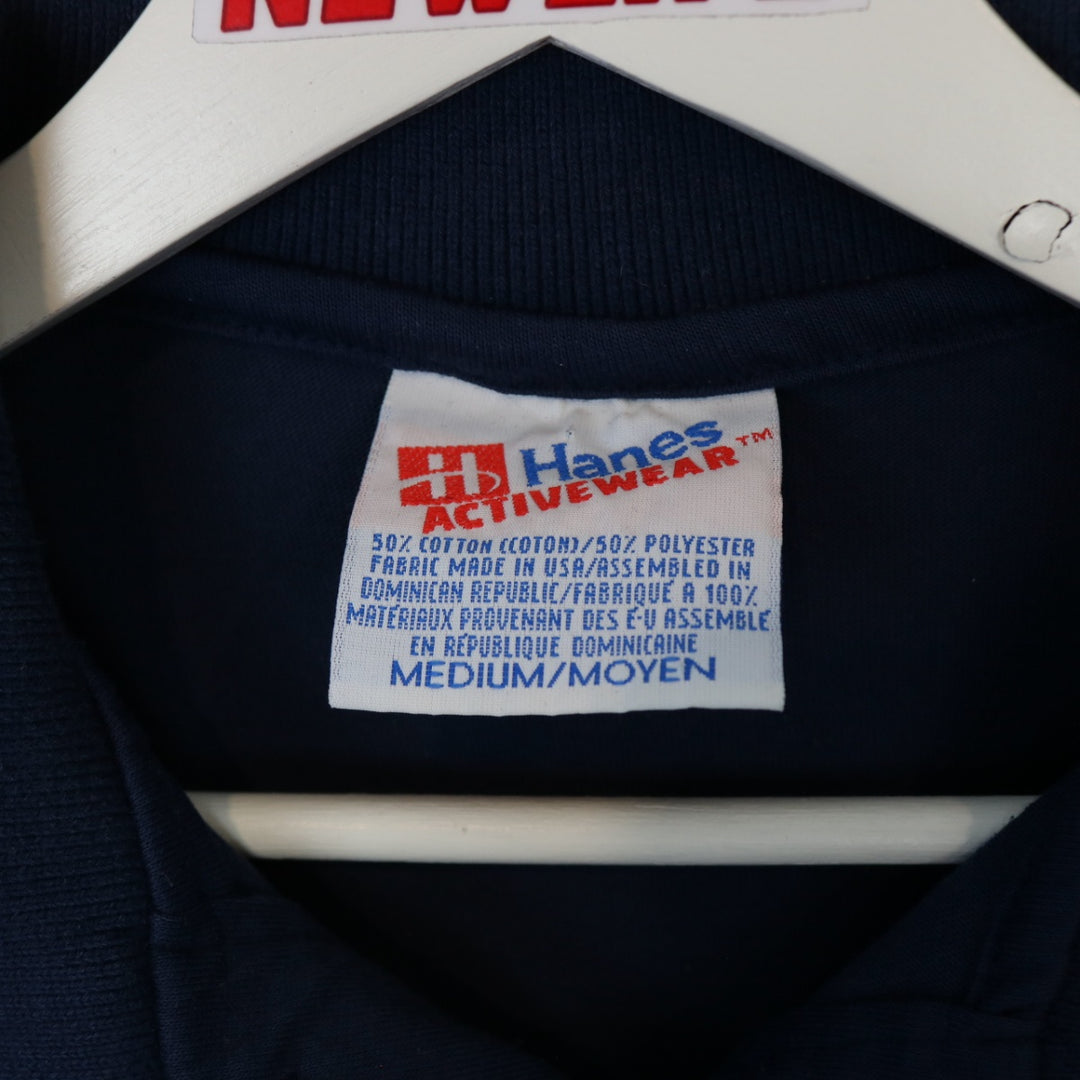 Hanes
ACTIVEWEAR™
50% COTTON (COTON)/50% POLYESTER
FABRIC MADE IN USA/ASSEMBLED IN
DOMINICAN REPUBLIC/FABRIQUÉ A 100%
MATÉRIAUX PROVENANT DES É-U ASSEMBLÉ
EN RÉPUBLIQUE DOMINICAINE
MEDIUM/MOYEN